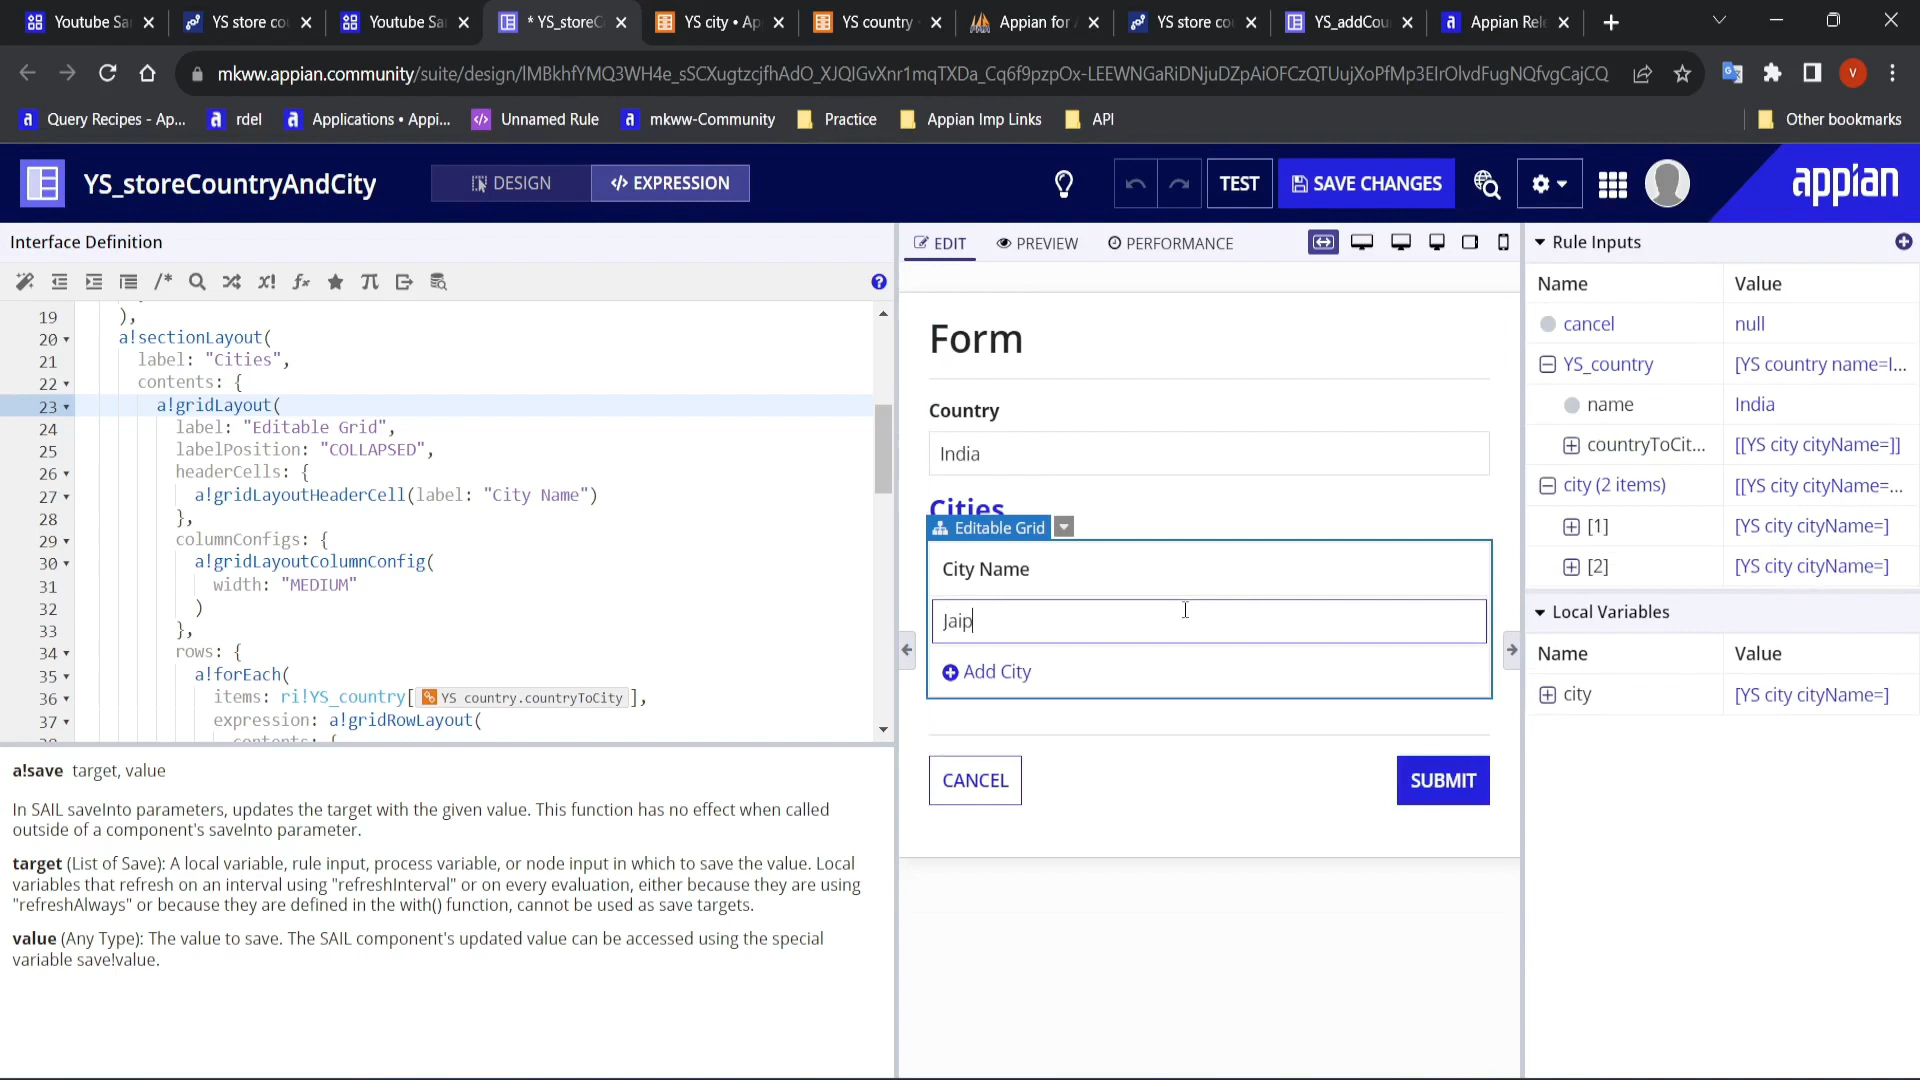 Youtube Sa
YS store co
Youtube Sa
* YS_storeC
YS city • Ap
YS country
Appian for
YS store co
YS_addCou
Appian Rel
mkww.appian.community/suite/design/lMBkhfYMQ3WH4e_sSCXugtzcjfhAdO_XJQIGvXnr1mqTXDa_Cq6f9pzpOx-LEEWNGaRiDNjuDZpAiOFCzQTUujXoPfMp3EIrOlvdFugNQfvgCajCQ
V
Query Recipes - Ap...
rdel
Applications • Appi...
Unnamed Rule
mkww-Community
Practice
Appian Imp Links
API
Other bookmarks
YS_storeCountryAndCity
DESIGN
EXPRESSION
TEST
SAVE CHANGES
appian
Interface Definition
EDIT
PREVIEW
PERFORMANCE
19 ),
20 a!sectionLayout(
21 label: "Cities",
22 contents: {
23 a!gridLayout(
24 label: "Editable Grid",
25 labelPosition: "COLLAPSED",
26 headerCells: {
27 a!gridLayoutHeaderCell(label: "City Name")
28 },
29 columnConfigs: {
30 a!gridLayoutColumnConfig(
31 width: "MEDIUM"
32 )
33 },
34 rows: {
35 a!forEach(
36 items: ri!YS_country[ YS country.countryToCity ],
37 expression: a!gridRowLayout(
a!save target, value
In SAIL saveInto parameters, updates the target with the given value. This function has no effect when called
outside of a component's saveInto parameter.
target (List of Save): A local variable, rule input, process variable, or node input in which to save the value. Local
variables that refresh on an interval using "refreshInterval" or on every evaluation, either because they are using
"refreshAlways" or because they are defined in the with() function, cannot be used as save targets.
value (Any Type): The value to save. The SAIL component's updated value can be accessed using the special
variable save!value.
Form
Country
India
Cities
Editable Grid
City Name
Jaip
Add City
CANCEL
SUBMIT
Rule Inputs
Name Value
cancel null
YS_country [YS country name=I...
name India
countryToCit... [[YS city cityName=]]
city (2 items) [[YS city cityName=...
[1] [YS city cityName=]
[2] [YS city cityName=]
Local Variables
Name Value
city [YS city cityName=]